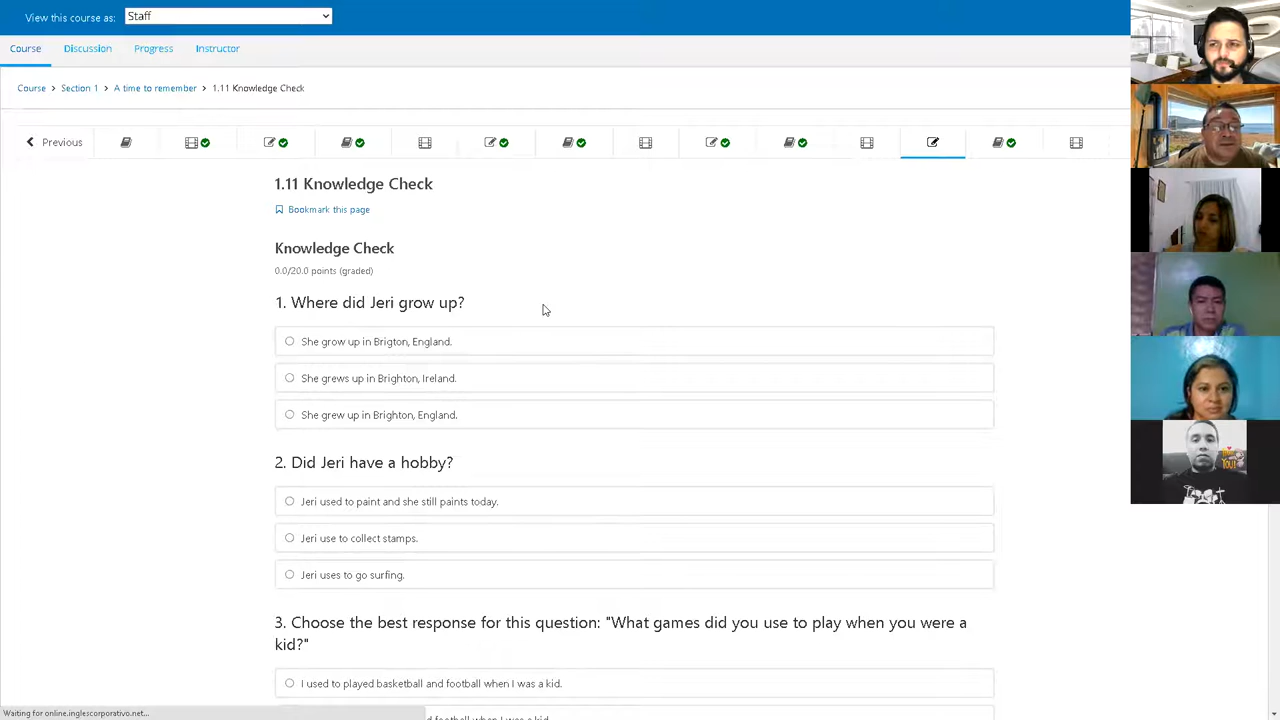 View this course as:
Staff
Course
Discussion
Progress
Instructor
Course > Section 1 > A time to remember > 1.11 Knowledge Check
Previous
1.11 Knowledge Check
Bookmark this page
Knowledge Check
0.0/20.0 points (graded)
1. Where did Jeri grow up?
She grow up in Brigton, England.
She grews up in Brighton, Ireland.
She grew up in Brighton, England.
2. Did Jeri have a hobby?
Jeri used to paint and she still paints today.
Jeri use to collect stamps.
Jeri uses to go surfing.
3. Choose the best response for this question: "What games did you use to play when you were a
kid?"
I used to played basketball and football when I was a kid.
football when I was a kid.
Waiting for online.inglescorporativo.net...